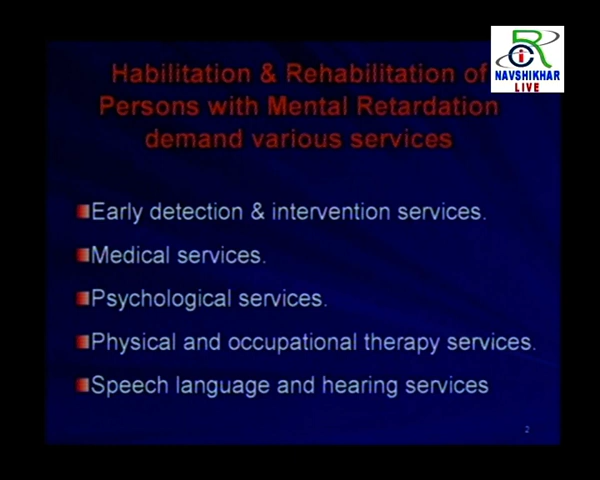 NAVSHIKHAR
LIVE
Habilitation & Rehabilitation of
Persons with Mental Retardation
demand various services
Early detection & intervention services.
Medical services.
Psychological services.
Physical and occupational therapy services.
Speech language and hearing services
2